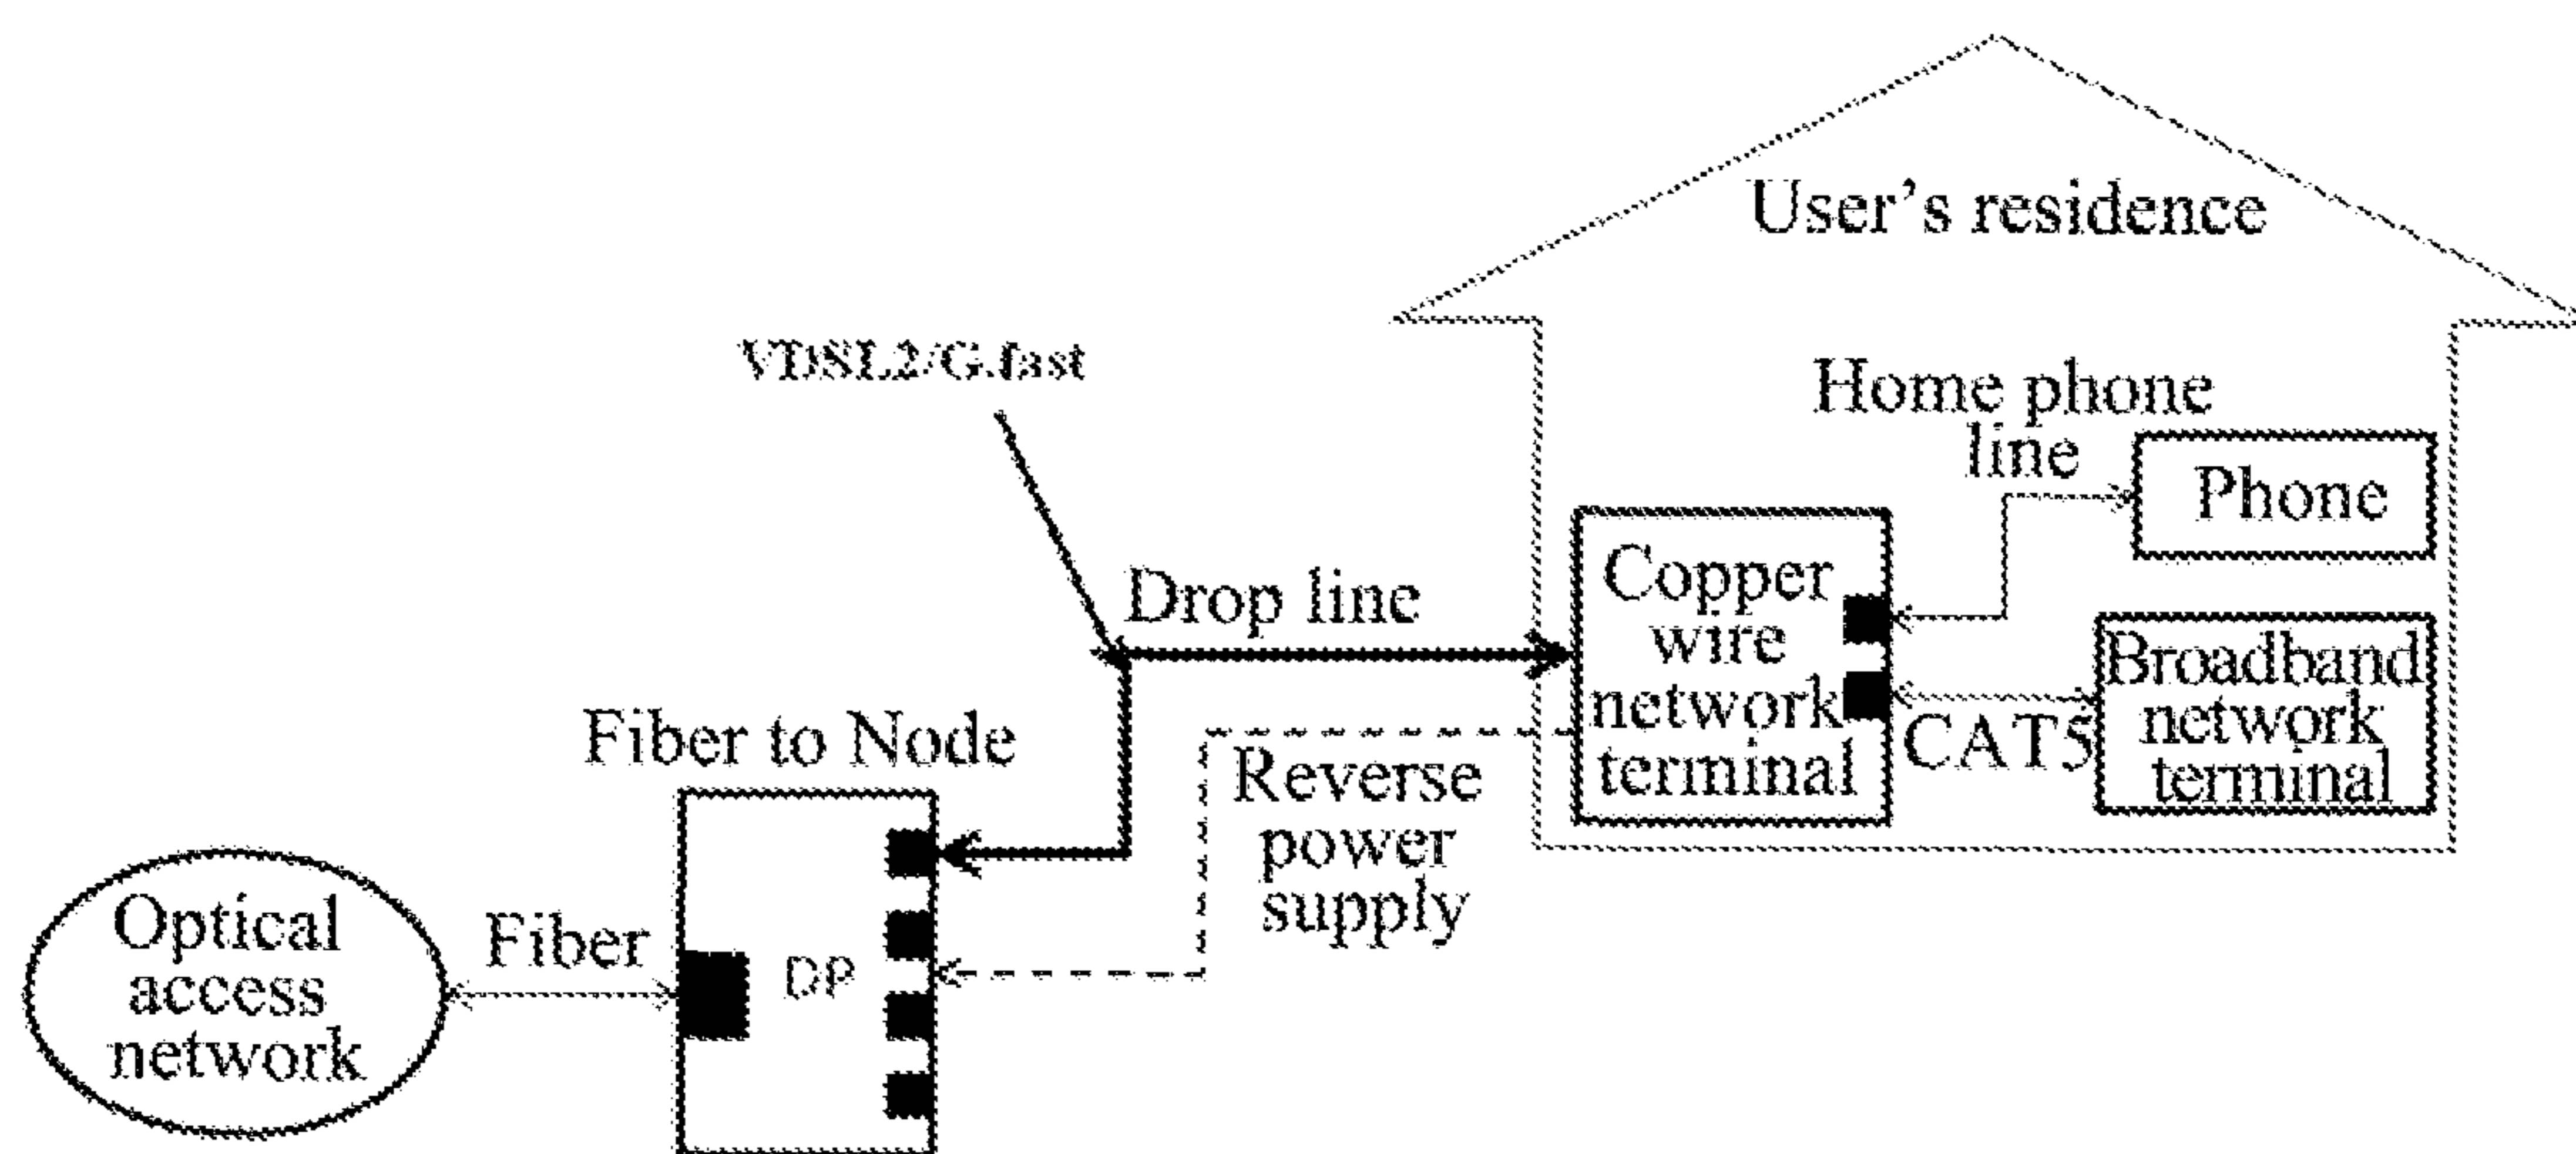 User's residence
VDSL2/G.fast
Home phone
line
Phone
Drop line
Copper
wire
network
terminal
Broadband
network
terminal
CAT5
Fiber to Node
Reverse
power
supply
Optical
access
network
Fiber
DP